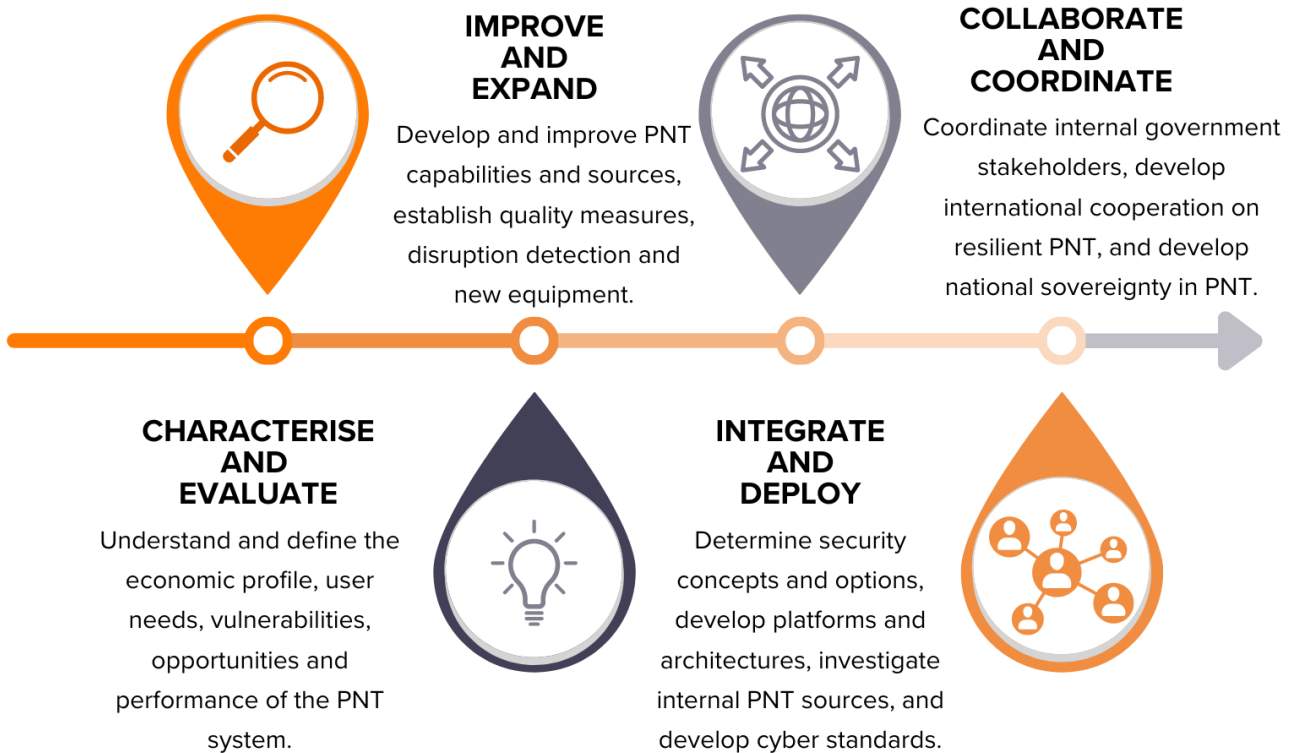 CHARACTERISE
AND
EVALUATE
Understand and define the
economic profile, user
needs, vulnerabilities,
opportunities and
performance of the PNT
system.
IMPROVE
AND
EXPAND
Develop and improve PNT
capabilities and sources,
establish quality measures,
disruption detection and
new equipment.
INTEGRATE
AND
DEPLOY
Determine security
concepts and options,
develop platforms and
architectures, investigate
internal PNT sources, and
develop cyber standards.
COLLABORATE
AND
COORDINATE
Coordinate internal government
stakeholders, develop
international cooperation on
resilient PNT, and develop
national sovereignty in PNT.